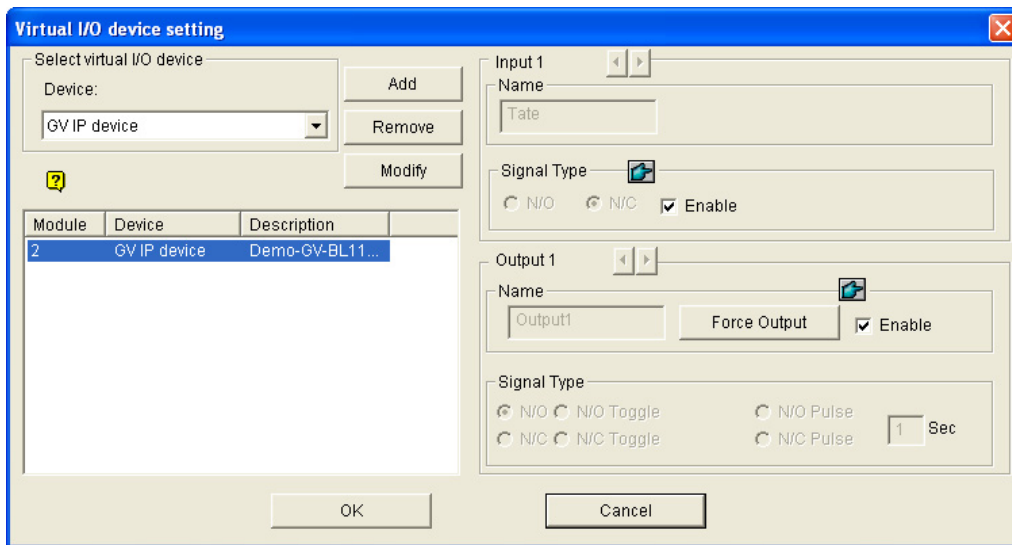 Virtual I/O device setting
Select virtual I/O device
Device:
GV IP device
Add
Remove
Modify
?
Module Device Description
2 GV IP device Demo-GV-BL11...
Input 1
Name
Tate
Signal Type
N/O N/C Enable
Output 1
Name
Output1 Force Output Enable
Signal Type
N/O N/O Toggle N/O Pulse
N/C N/C Toggle N/C Pulse
1 Sec
OK Cancel